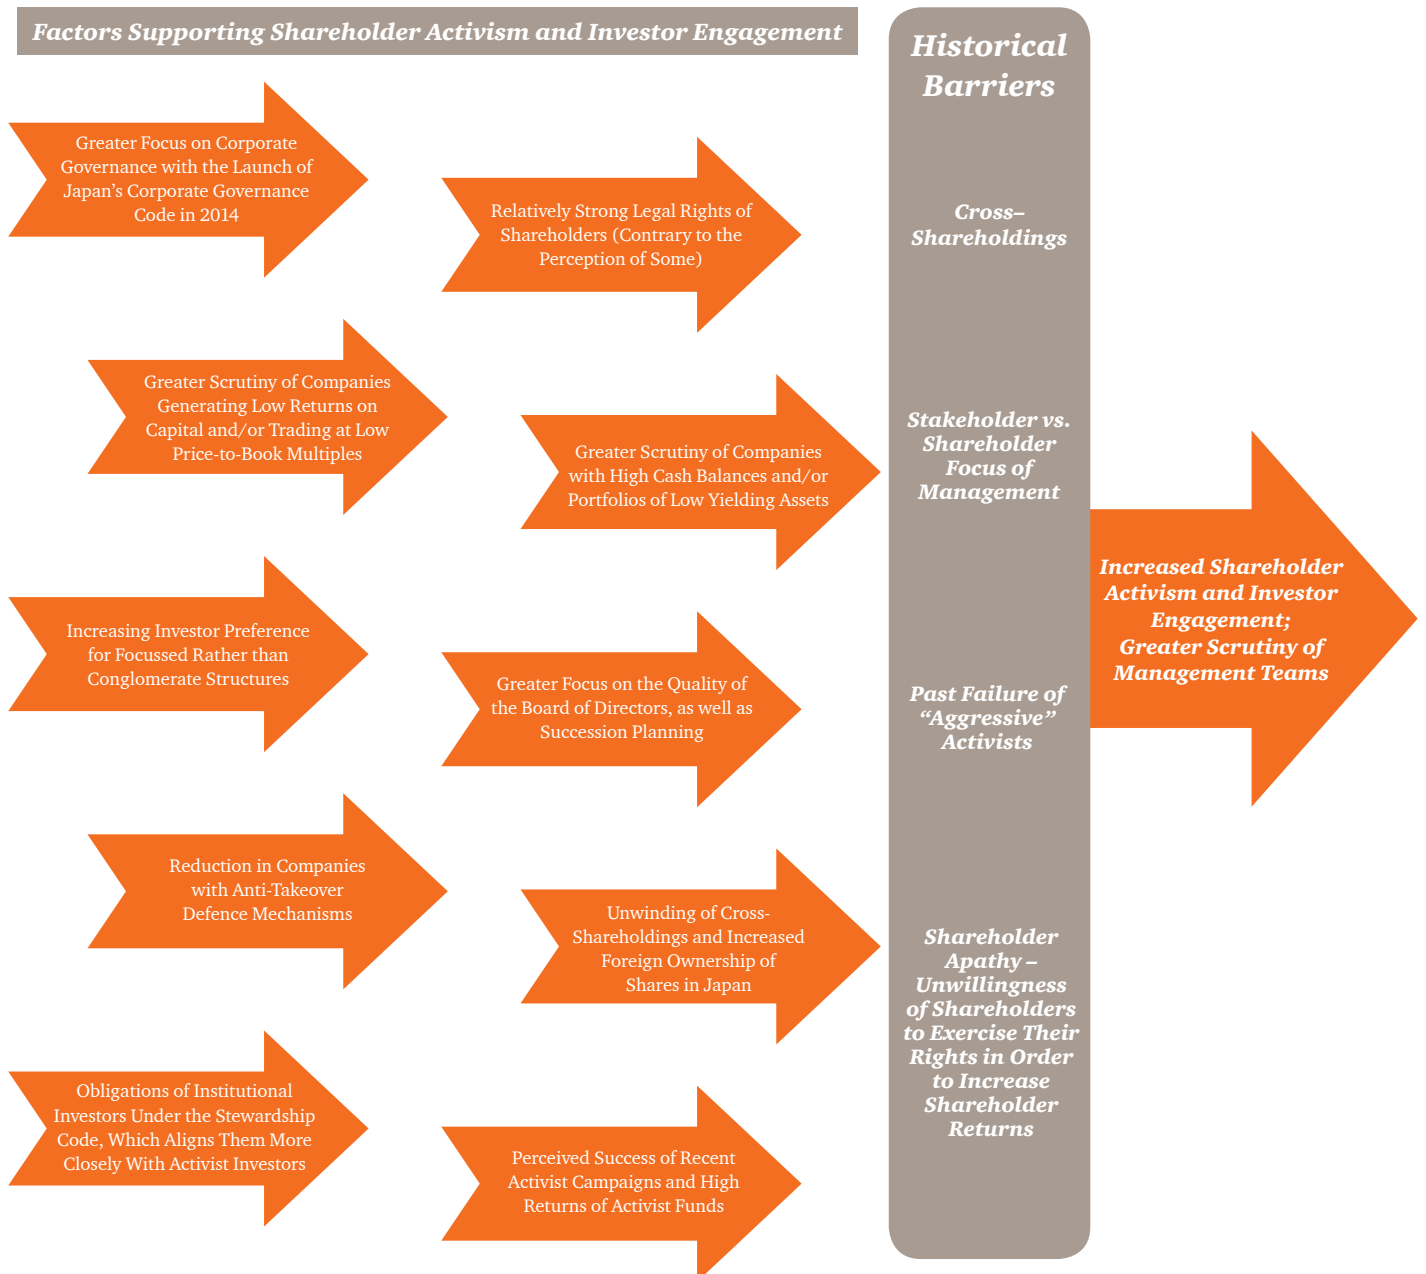 Factors Supporting Shareholder Activism and Investor Engagement
Greater Focus on Corporate
Governance with the Launch of
Japan’s Corporate Governance
Code in 2014
Relatively Strong Legal Rights of
Shareholders (Contrary to the
Perception of Some)
Greater Scrutiny of Companies
Generating Low Returns on
Capital and/or Trading at Low
Price-to-Book Multiples
Greater Scrutiny of Companies
with High Cash Balances and/or
Portfolios of Low Yielding Assets
Increasing Investor Preference
for Focussed Rather than
Conglomerate Structures
Greater Focus on the Quality of
the Board of Directors, as well as
Succession Planning
Reduction in Companies
with Anti-Takeover
Defence Mechanisms
Unwinding of Cross-
Shareholdings and Increased
Foreign Ownership of
Shares in Japan
Obligations of Institutional
Investors Under the Stewardship
Code, Which Aligns Them More
Closely With Activist Investors
Perceived Success of Recent
Activist Campaigns and High
Returns of Activist Funds
Historical
Barriers
Cross–
Shareholdings
Stakeholder vs.
Shareholder
Focus of
Management
Past Failure of
“Aggressive”
Activists
Shareholder
Apathy –
Unwillingness
of Shareholders
to Exercise Their
Rights in Order
to Increase
Shareholder
Returns
Increased Shareholder
Activism and Investor
Engagement;
Greater Scrutiny of
Management Teams